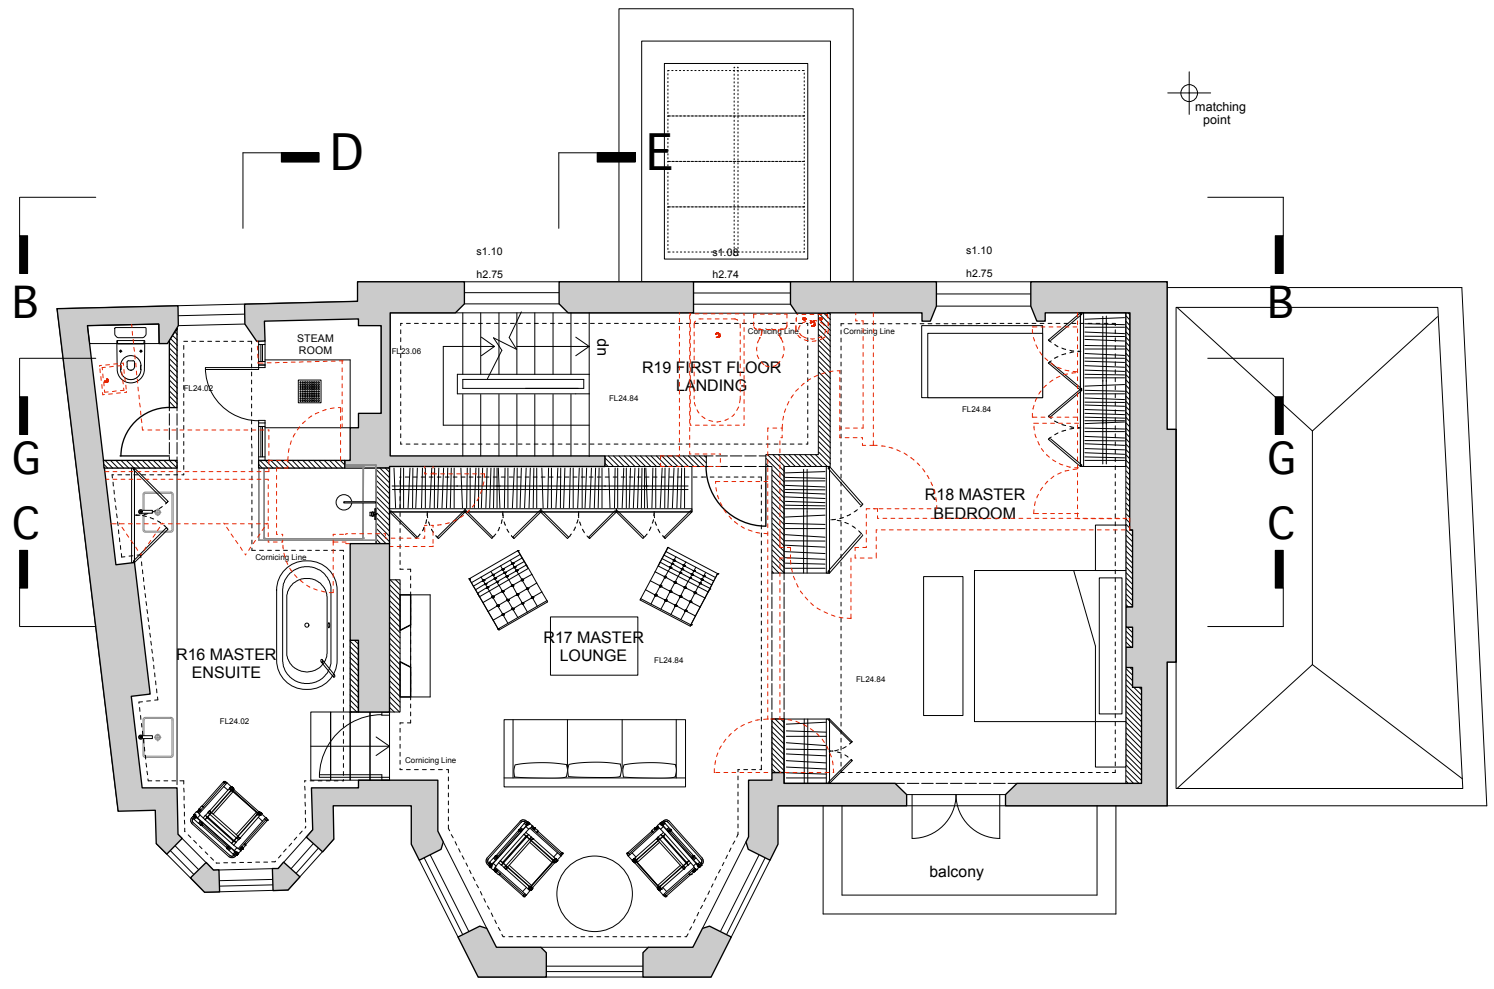 matching
point
D
E
s1.10
h2.75
s1.08
h2.74
s1.10
h2.75
B
B
STEAM
ROOM
FL23.06
dn
Cornicing Line
Cornicing Line
R19 FIRST FLOOR
LANDING
FL24.02
FL24.84
FL24.84
G
G
R18 MASTER
BEDROOM
C
C
Cornicing Line
R17 MASTER
LOUNGE
R16 MASTER
ENSUITE
FL24.84
FL24.84
FL24.02
Cornicing Line
balcony